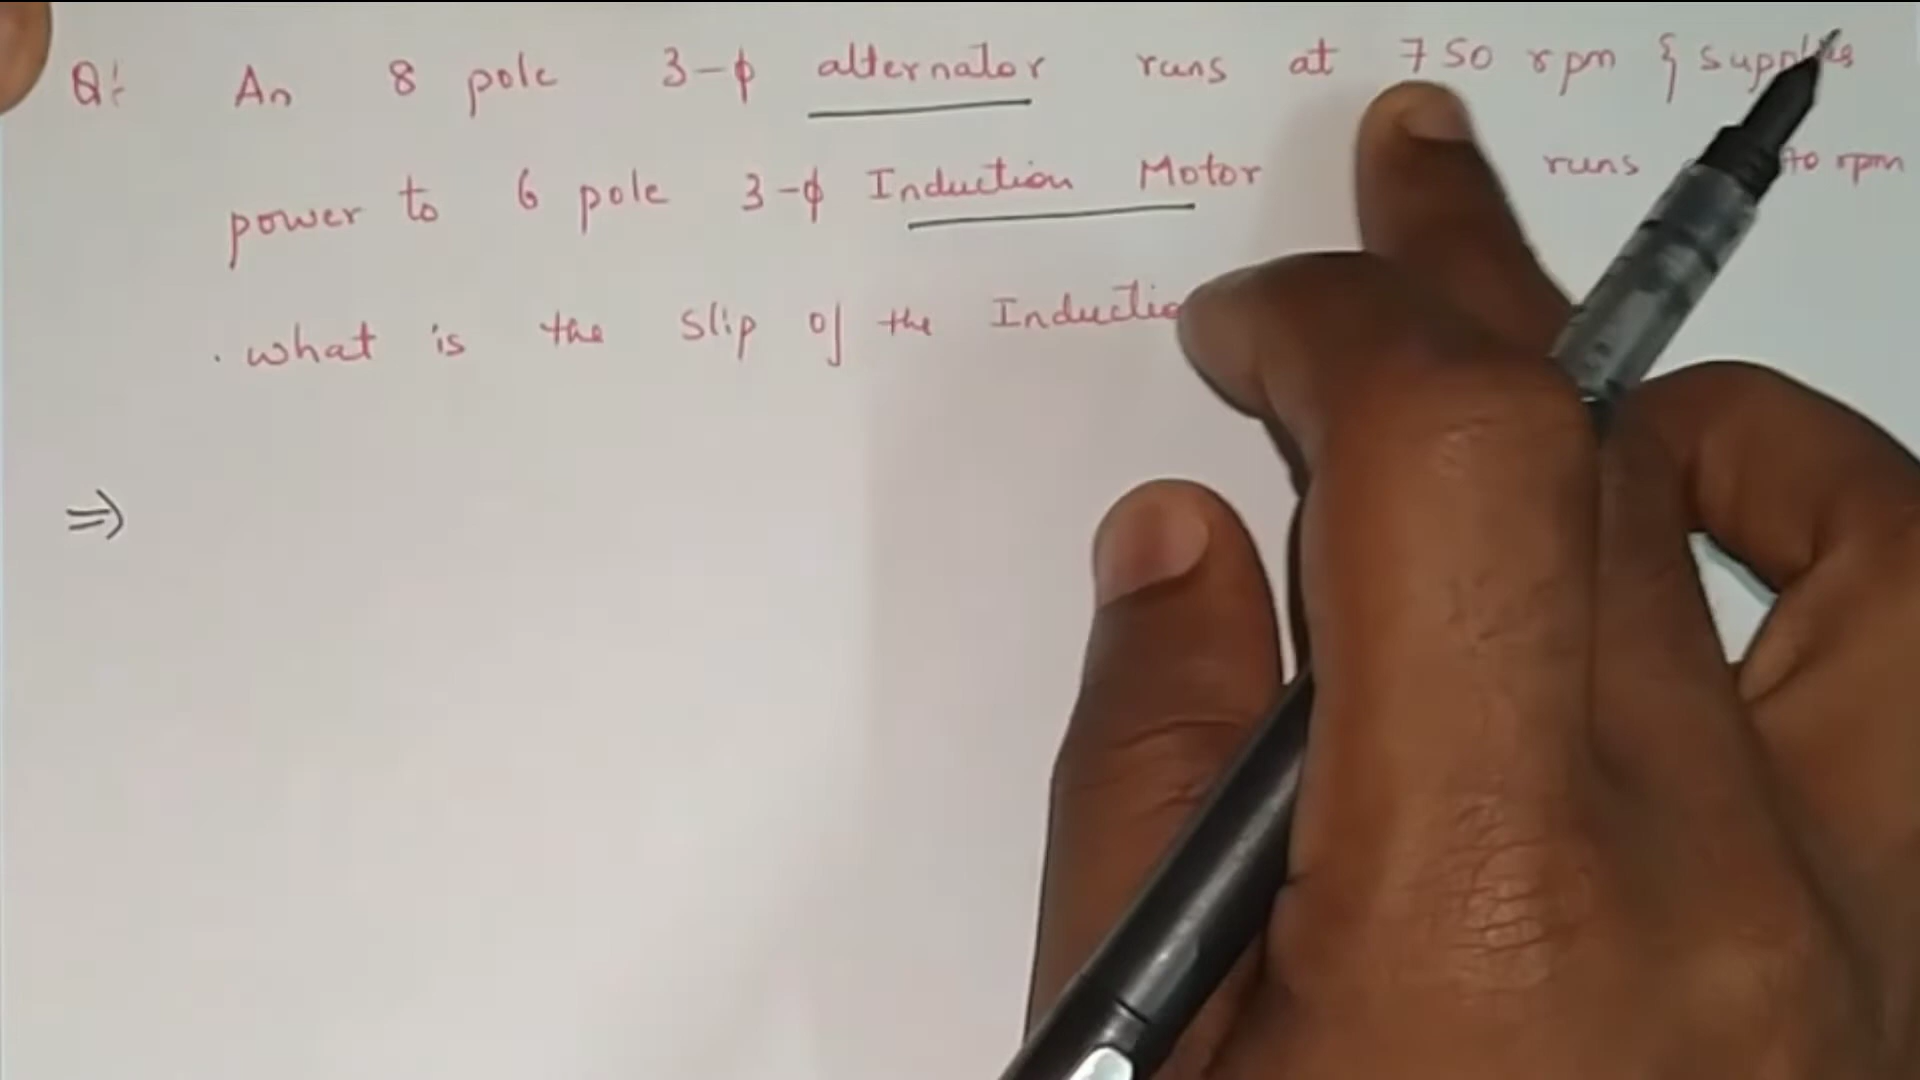 Q: An 8 pole 3-ϕ alternator runs at 750 rpm & supplies
power to 6 pole 3-ϕ Induction Motor runs rpm
. what is the slip of the